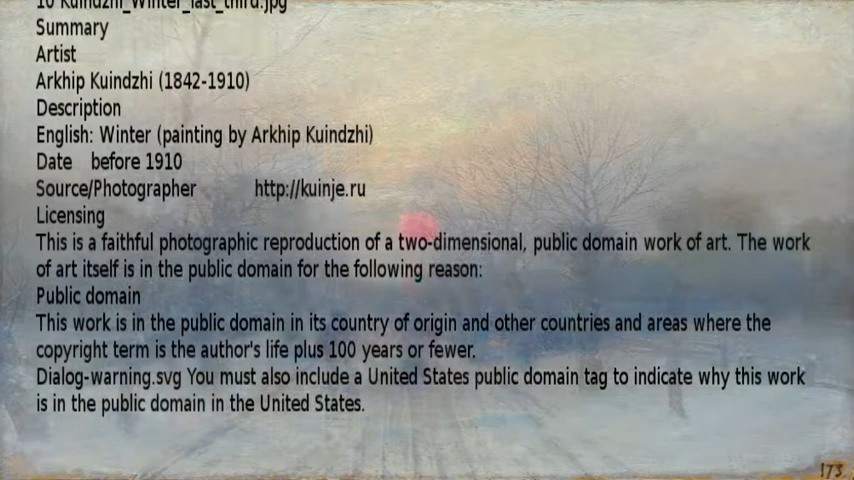 10 Kuindzhi_Winter_last_third.jpg
Summary
Artist
Arkhip Kuindzhi (1842-1910)
Description
English: Winter (painting by Arkhip Kuindzhi)
Date before 1910
Source/Photographer http://kuinje.ru
Licensing
This is a faithful photographic reproduction of a two-dimensional, public domain work of art. The work
of art itself is in the public domain for the following reason:
Public domain
This work is in the public domain in its country of origin and other countries and areas where the
copyright term is the author's life plus 100 years or fewer.
Dialog-warning.svg You must also include a United States public domain tag to indicate why this work
is in the public domain in the United States.
173.